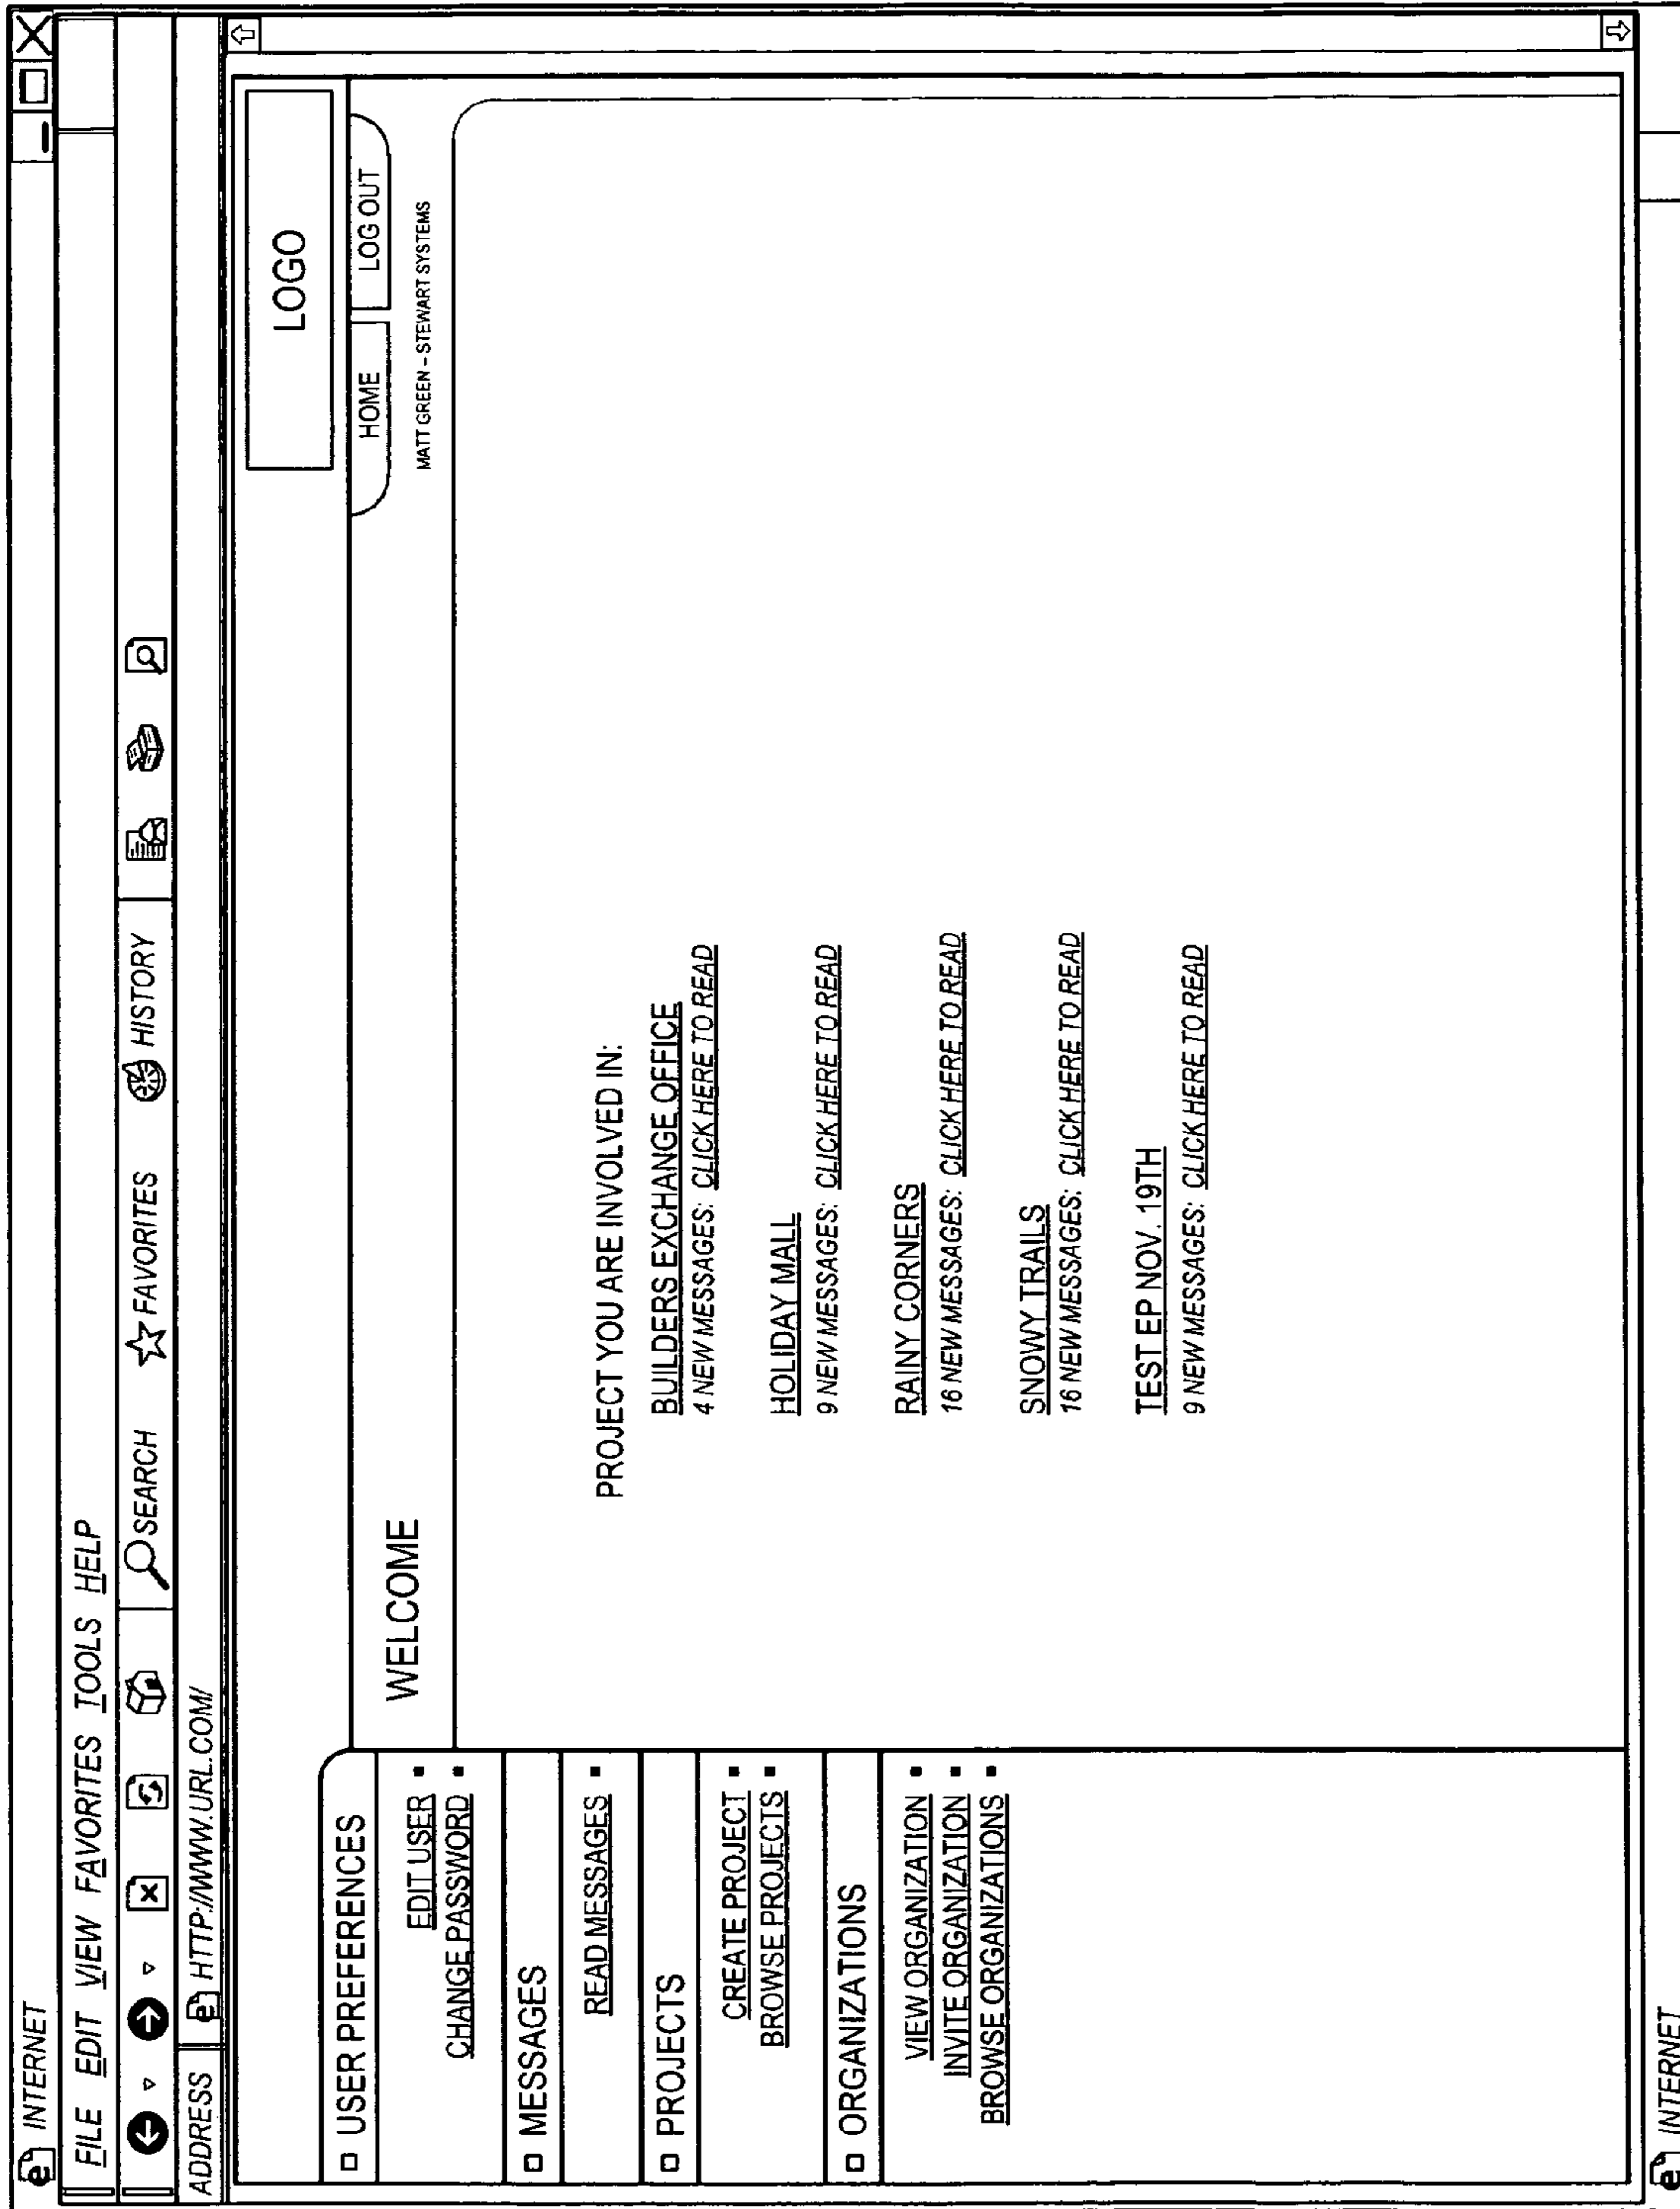 INTERNET
FILE EDIT VIEW FAVORITES TOOLS HELP
SEARCH FAVORITES HISTORY
ADDRESS HTTP://WWW.URL.COM/
LOGO
HOME LOG OUT
WELCOME
MATT GREEN – STEWART SYSTEMS
USER PREFERENCES
EDIT USER
CHANGE PASSWORD
MESSAGES
READ MESSAGES
PROJECTS
CREATE PROJECT
BROWSE PROJECTS
ORGANIZATIONS
VIEW ORGANIZATION
INVITE ORGANIZATION
BROWSE ORGANIZATIONS
PROJECT YOU ARE INVOLVED IN:
BUILDERS EXCHANGE OFFICE
4 NEW MESSAGES: CLICK HERE TO READ
HOLIDAY MALL
9 NEW MESSAGES: CLICK HERE TO READ
RAINY CORNERS
16 NEW MESSAGES: CLICK HERE TO READ
SNOWY TRAILS
16 NEW MESSAGES: CLICK HERE TO READ
TEST EP NOV. 19TH
9 NEW MESSAGES: CLICK HERE TO READ
INTERNET